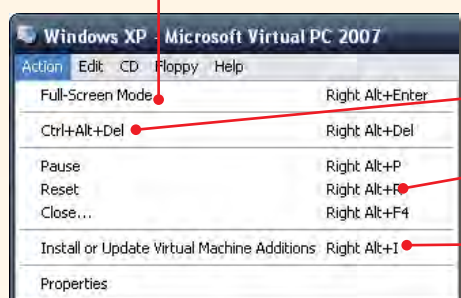 Windows XP - Microsoft Virtual PC 2007
Action Edit CD Floppy Help
Full-Screen Mode Right Alt+Enter
Ctrl+Alt+Del Right Alt+Del
Pause Right Alt+P
Reset Right Alt+R
Close... Right Alt+F4
Install or Update Virtual Machine Additions Right Alt+I
Properties